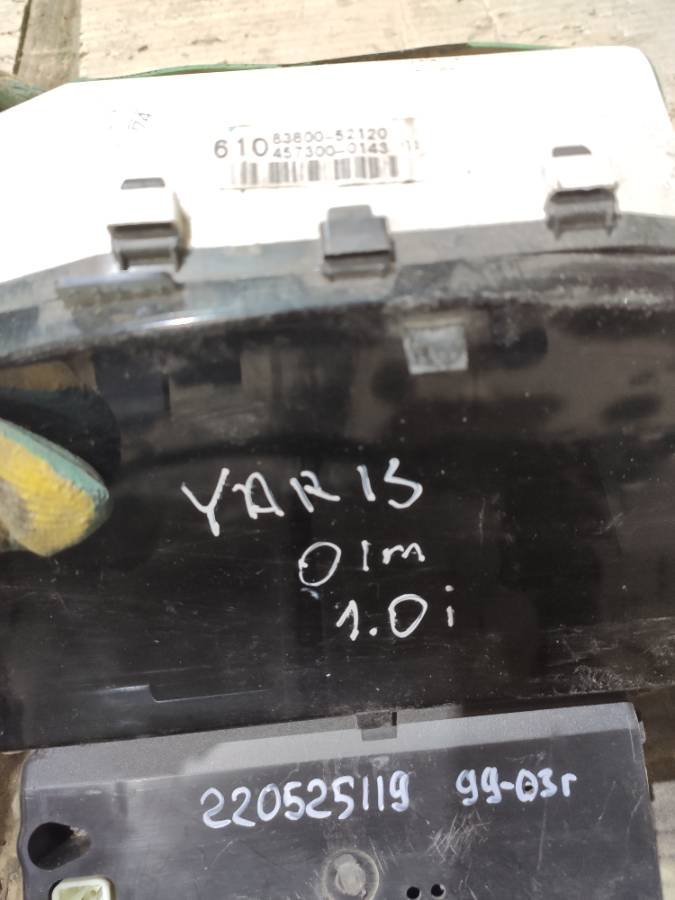 610 83800-52120
457300-0143
YARIS
01m
1.0i
220525119 99-03г